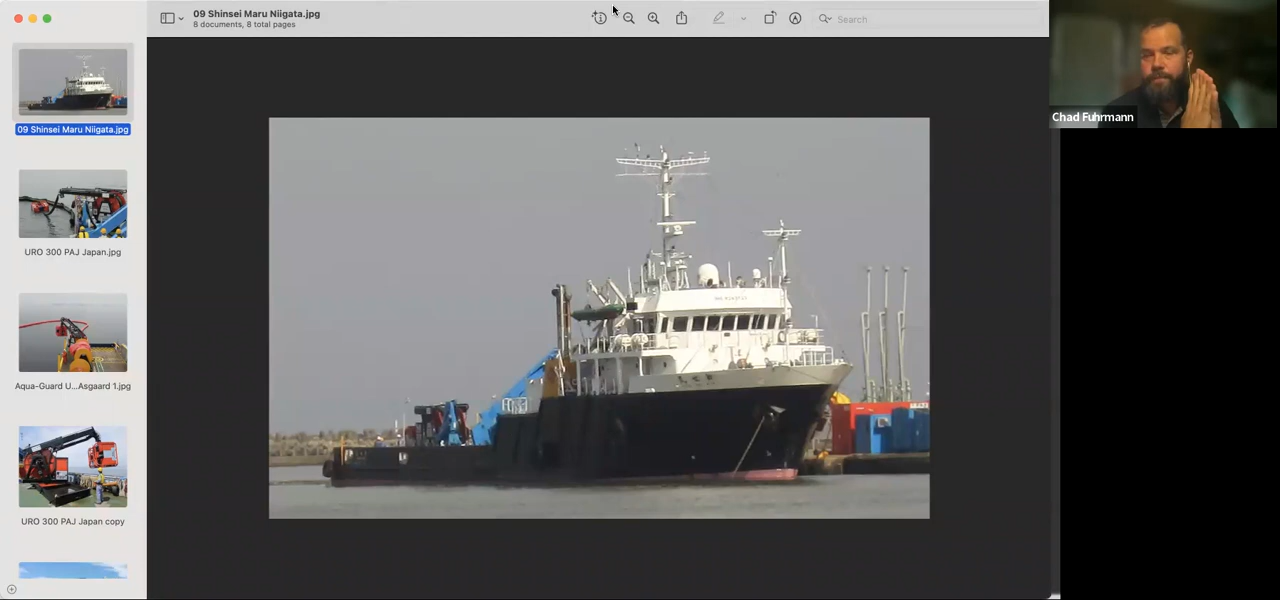 09 Shinsei Maru Niigata.jpg
8 documents, 8 total pages
Search
Chad Fuhrmann
09 Shinsei Maru Niigata.jpg
URO 300 PAJ Japan.jpg
Aqua-Guard U...Asgaard 1.jpg
URO 300 PAJ Japan copy